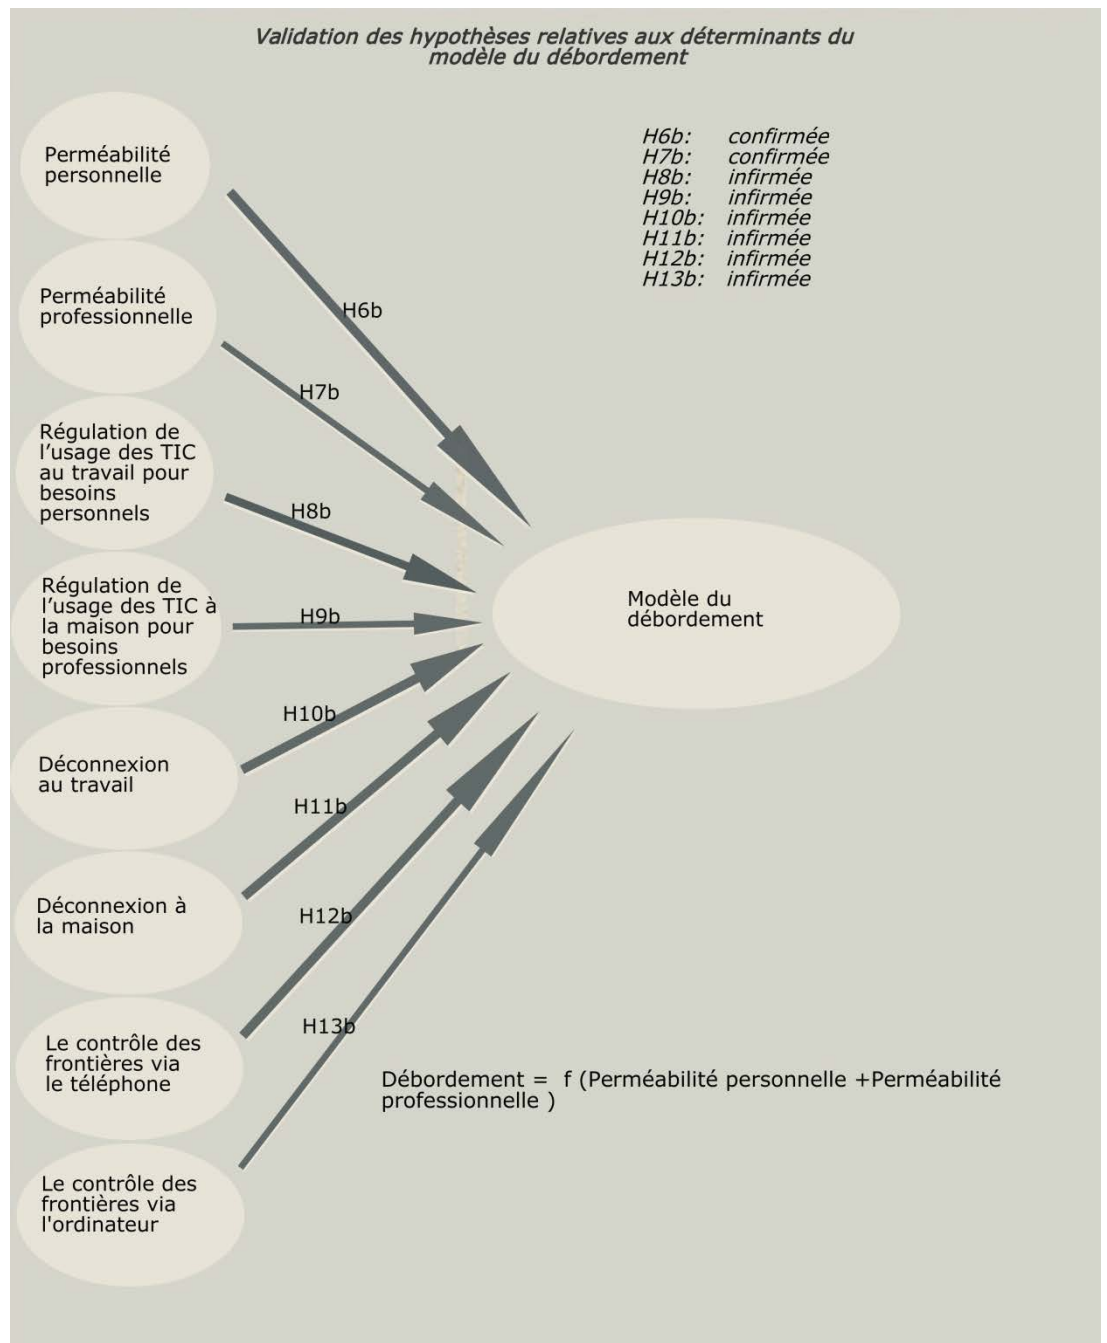 Validation des hypothèses relatives aux déterminants du
modèle du débordement
H6b: confirmée
H7b: confirmée
H8b: infirmée
H9b: infirmée
H10b: infirmée
H11b: infirmée
H12b: infirmée
H13b: infirmée
Perméabilité
personnelle
H6b
Perméabilité
professionnelle
H7b
Régulation de
l’usage des TIC
au travail pour
besoins
personnels
H8b
Régulation de
l’usage des TIC à
la maison pour
besoins
professionnels
H9b
Modèle du
débordement
H10b
Déconnexion
au travail
H11b
Déconnexion à
la maison
H12b
Le contrôle des
frontières via
le téléphone
H13b
Débordement = f (Perméabilité personnelle +Perméabilité
professionnelle )
Le contrôle des
frontières via
l'ordinateur